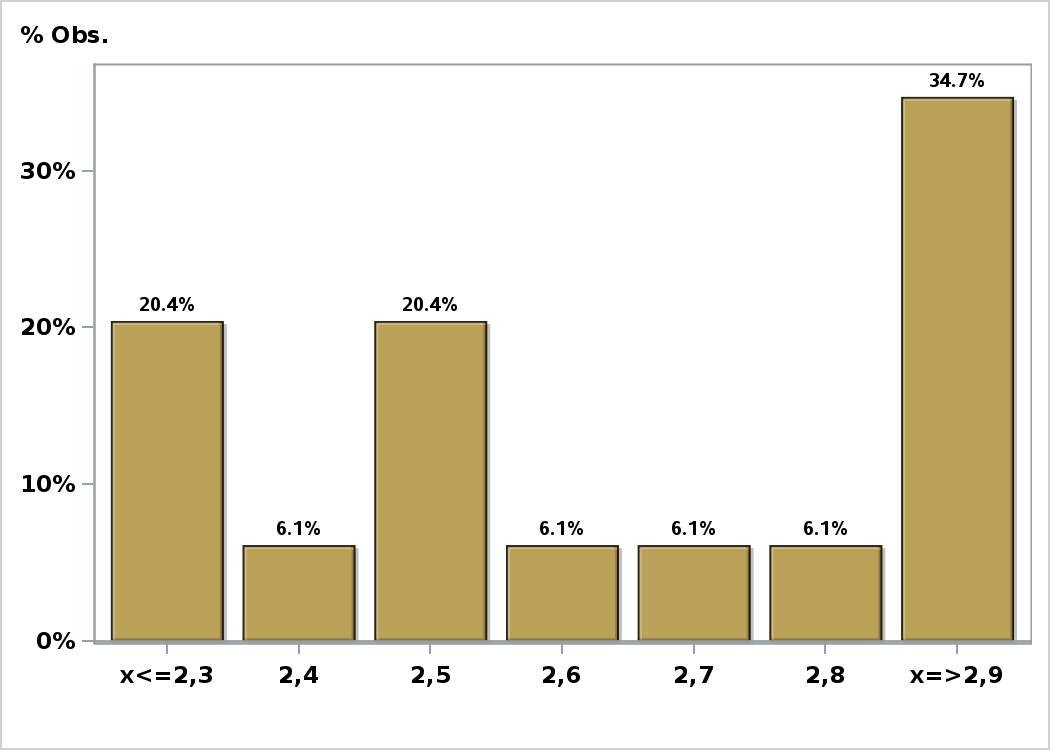 % Obs.
34.7%
30%
20.4% 20.4%
20%
10%
6.1% 6.1% 6.1% 6.1%
0%
x<=2,3 2,4 2,5 2,6 2,7 2,8 x=>2,9